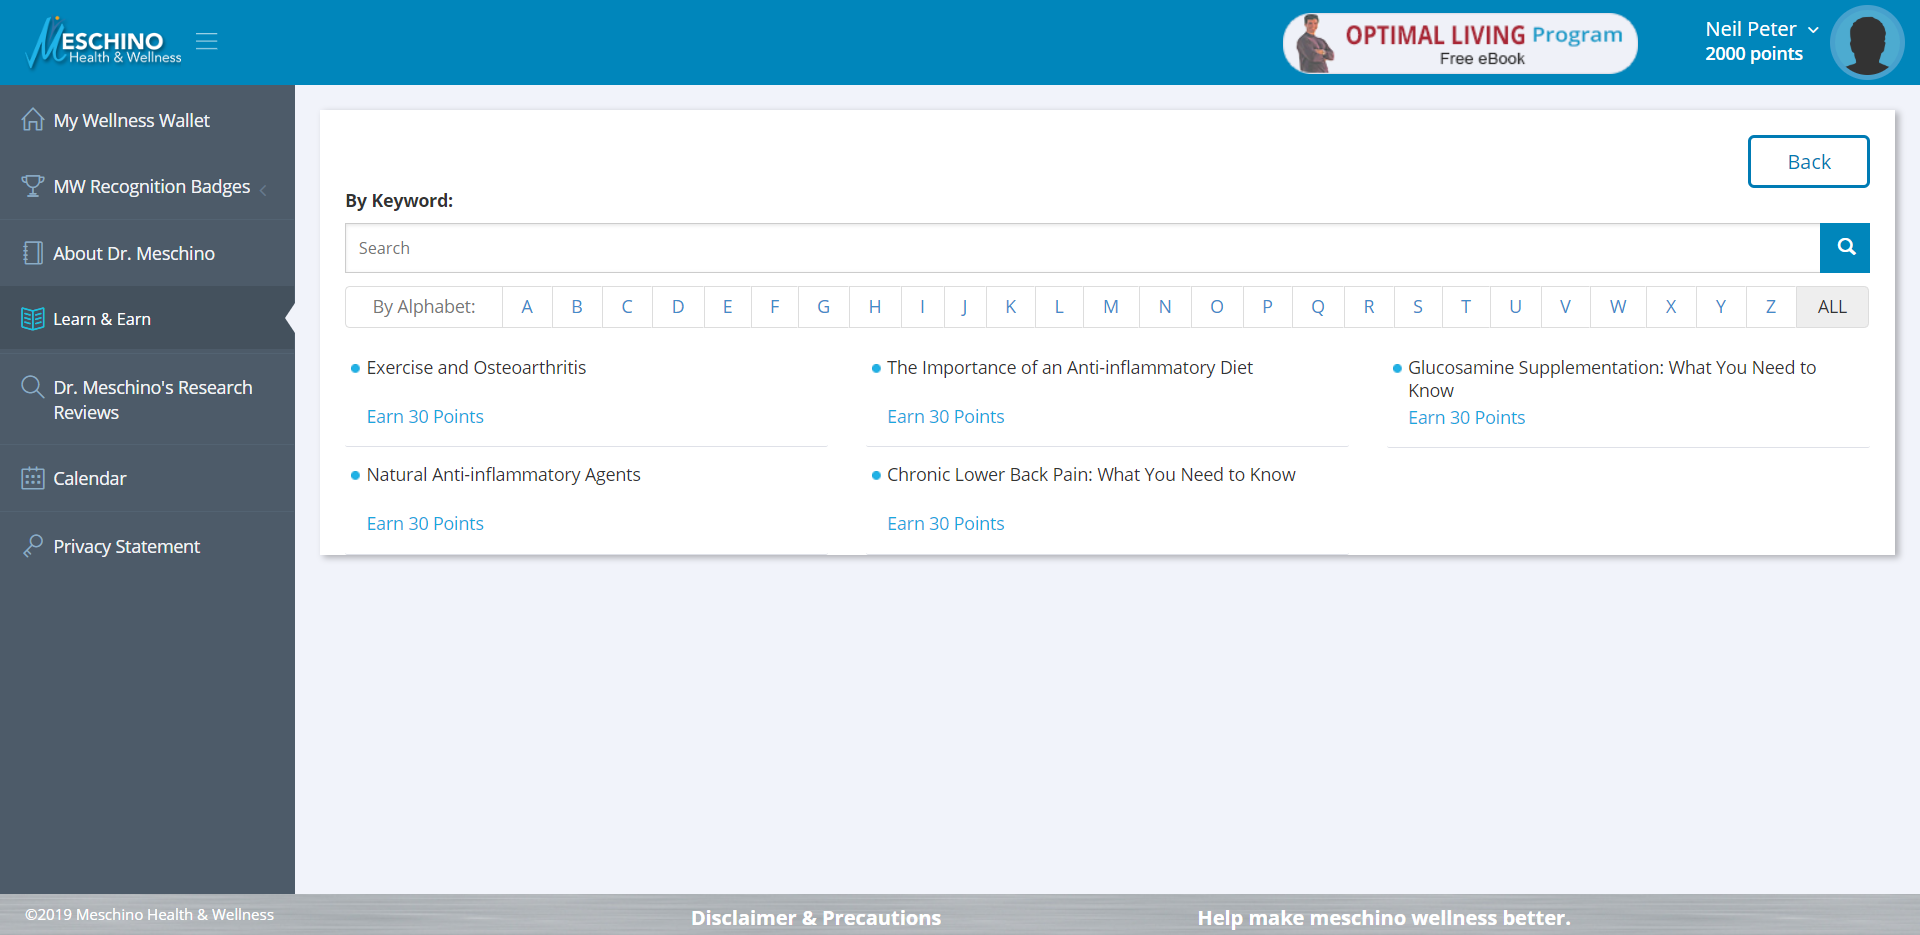 MESCHINO
Health & Wellness
OPTIMAL LIVING Program
Free eBook
Neil Peter
2000 points
My Wellness Wallet
MW Recognition Badges
About Dr. Meschino
Learn & Earn
Dr. Meschino's Research
Reviews
Calendar
Privacy Statement
Back
By Keyword:
Search
By Alphabet: A B C D E F G H I J K L M N O P Q R S T U V W X Y Z ALL
Exercise and Osteoarthritis
Earn 30 Points
The Importance of an Anti-inflammatory Diet
Earn 30 Points
Glucosamine Supplementation: What You Need to
Know
Earn 30 Points
Natural Anti-inflammatory Agents
Earn 30 Points
Chronic Lower Back Pain: What You Need to Know
Earn 30 Points
©2019 Meschino Health & Wellness
Disclaimer & Precautions
Help make meschino wellness better.